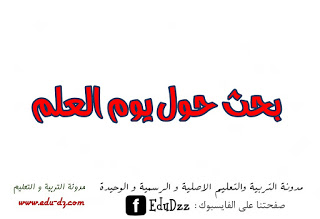 بحث حول يوم العلم
مدونة التربية والتعليم الاصلية و الرسمية و الوحيدة
صفحتنا على الفايسبوك : EduDzz
مدونة التربية و التعليم
www.edu-dz.com